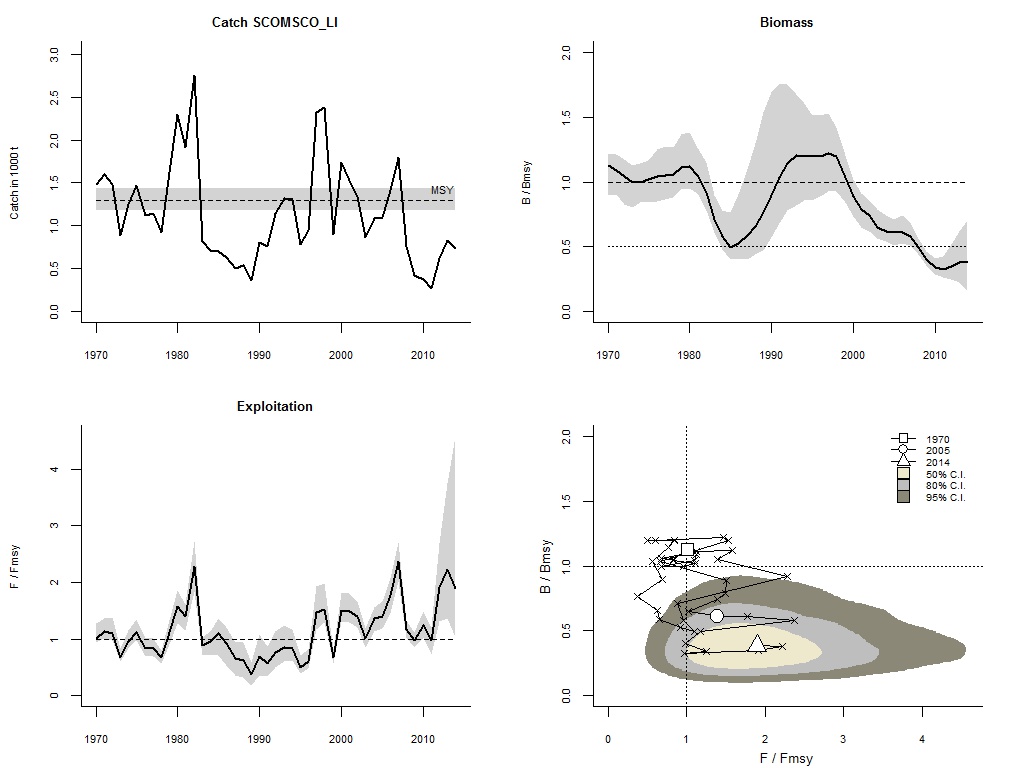 Catch SCOMSCO_LI
Catch in 1000 t
3.0
2.5
2.0
1.5
1.0
0.5
0.0
MSY
1970 1980 1990 2000 2010
Biomass
B / Bmsy
2.0
1.5
1.0
0.5
0.0
1970 1980 1990 2000 2010
Exploitation
F / Fmsy
4
3
2
1
0
1970 1980 1990 2000 2010
B / Bmsy
2.0
1.5
1.0
0.5
0.0
1970
2005
2014
50% C.I.
80% C.I.
95% C.I.
0 1 2 3 4
F / Fmsy